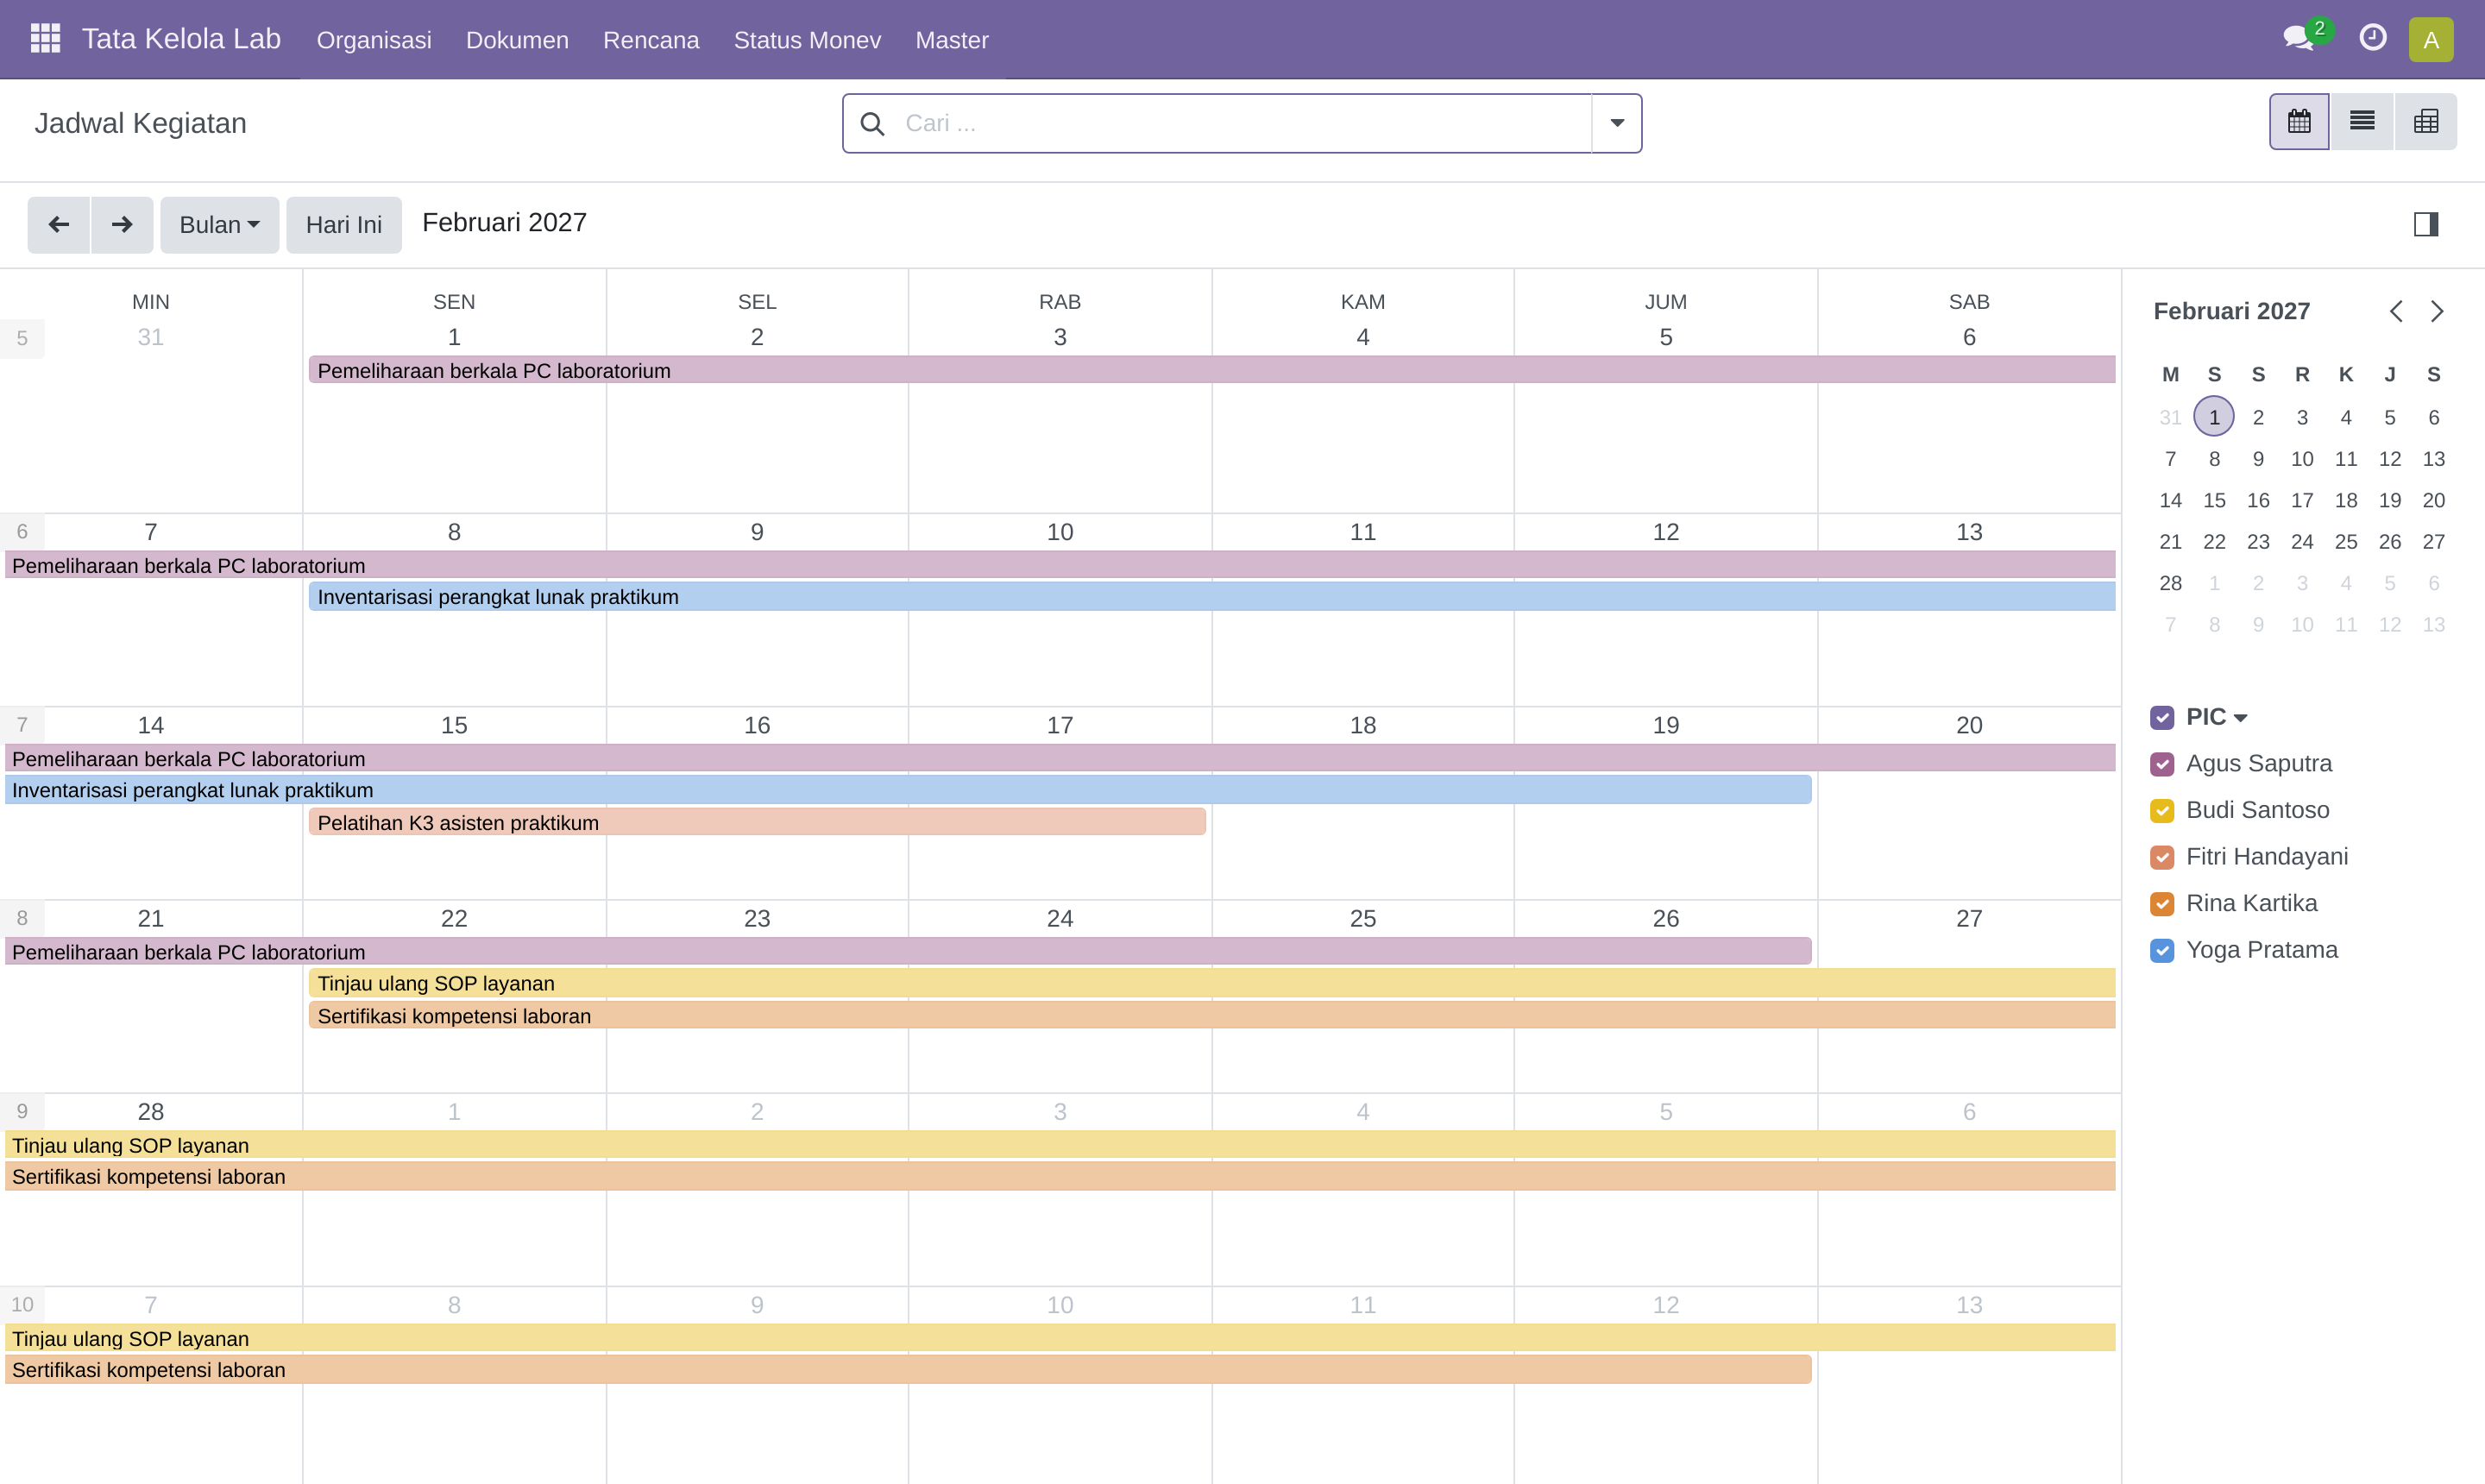 Tata Kelola Lab Organisasi Dokumen Rencana Status Monev Master 2 A
Jadwal Kegiatan Cari ...
Bulan Hari Ini Februari 2027
MIN SEN SEL RAB KAM JUM SAB
5 31 1 2 3 4 5 6
Pemeliharaan berkala PC laboratorium
6 7 8 9 10 11 12 13
Pemeliharaan berkala PC laboratorium
Inventarisasi perangkat lunak praktikum
7 14 15 16 17 18 19 20
Pemeliharaan berkala PC laboratorium
Inventarisasi perangkat lunak praktikum
Pelatihan K3 asisten praktikum
8 21 22 23 24 25 26 27
Pemeliharaan berkala PC laboratorium
Tinjau ulang SOP layanan
Sertifikasi kompetensi laboran
9 28 1 2 3 4 5 6
Tinjau ulang SOP layanan
Sertifikasi kompetensi laboran
10 7 8 9 10 11 12 13
Tinjau ulang SOP layanan
Sertifikasi kompetensi laboran
Februari 2027
M S S R K J S
31 1 2 3 4 5 6
7 8 9 10 11 12 13
14 15 16 17 18 19 20
21 22 23 24 25 26 27
28 1 2 3 4 5 6
7 8 9 10 11 12 13
PIC
Agus Saputra
Budi Santoso
Fitri Handayani
Rina Kartika
Yoga Pratama